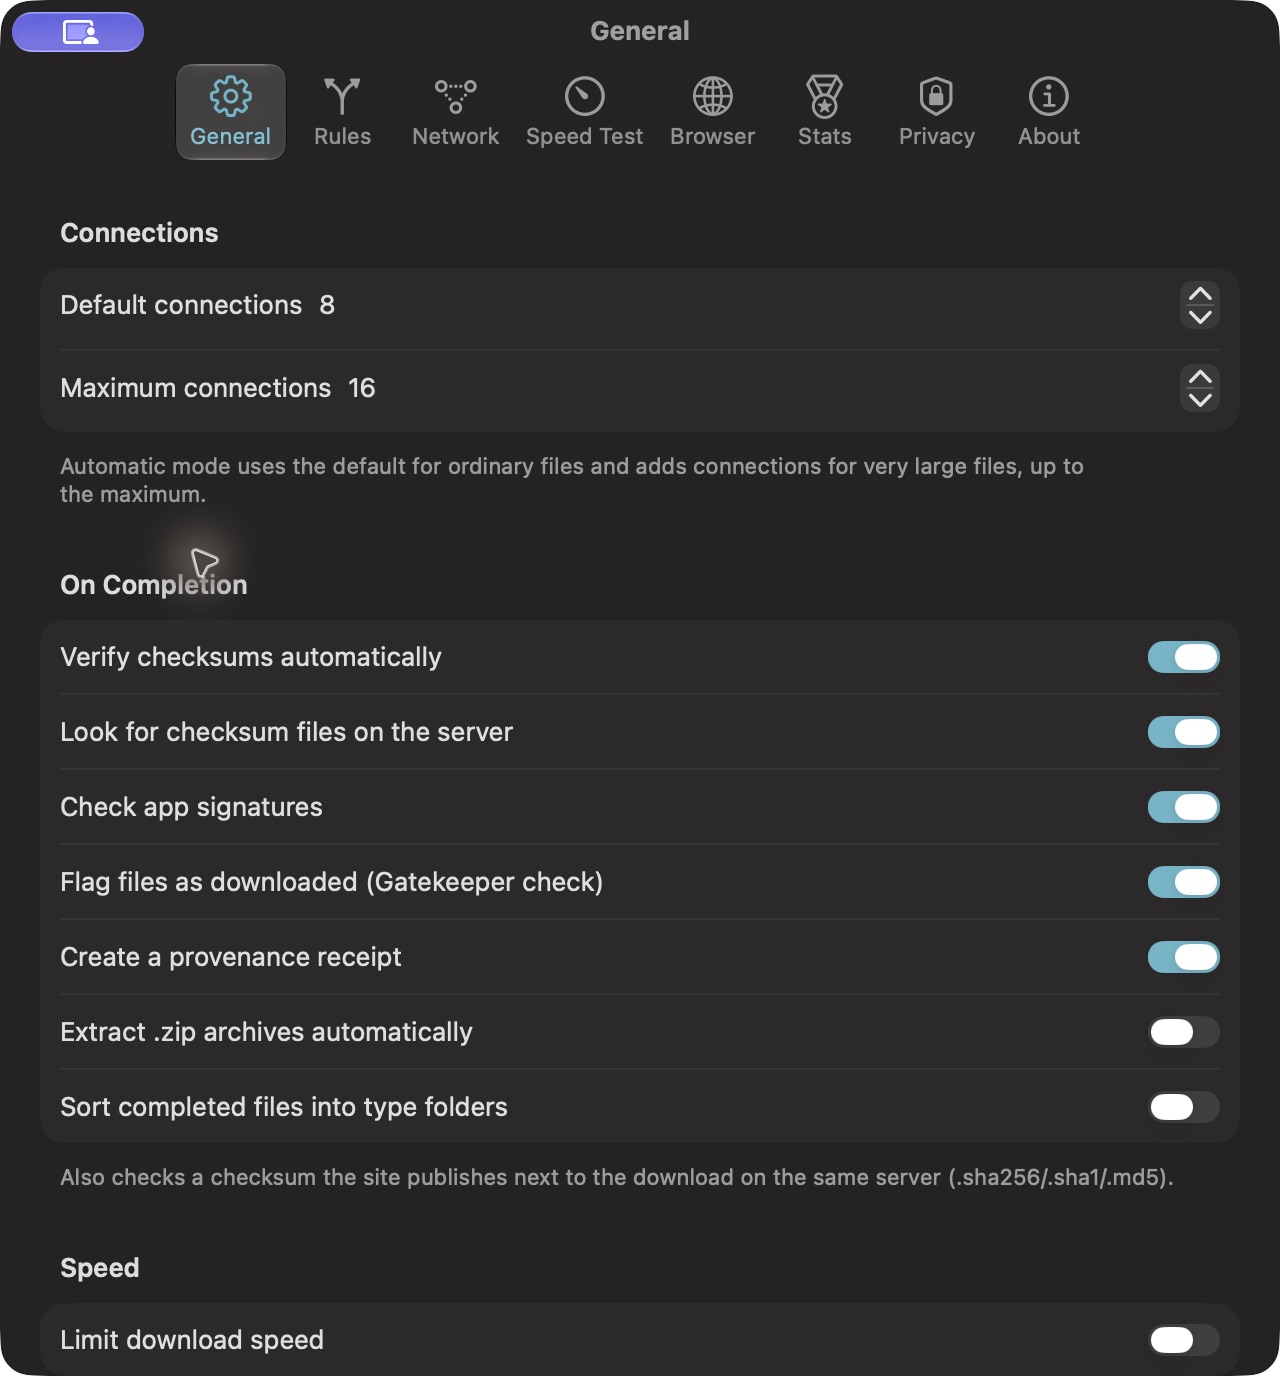 General
General
Rules
Network
Speed Test
Browser
Stats
Privacy
About
Connections
Default connections 8
Maximum connections 16
Automatic mode uses the default for ordinary files and adds connections for very large files, up to
the maximum.
On Completion
Verify checksums automatically
Look for checksum files on the server
Check app signatures
Flag files as downloaded (Gatekeeper check)
Create a provenance receipt
Extract .zip archives automatically
Sort completed files into type folders
Also checks a checksum the site publishes next to the download on the same server (.sha256/.sha1/.md5).
Speed
Limit download speed